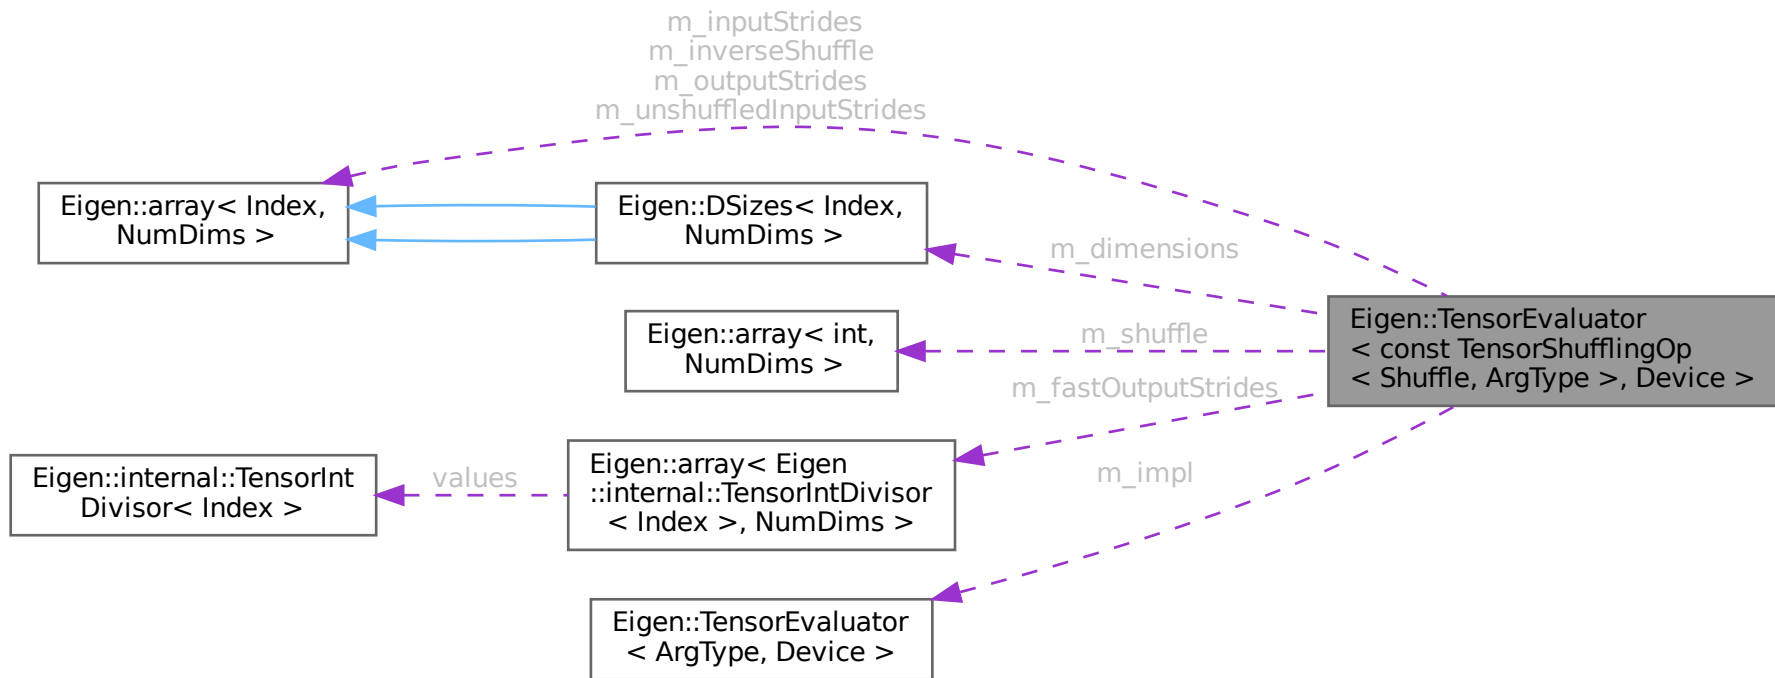 m_inputStrides
m_inverseShuffle
m_outputStrides
m_unshuffledInputStrides
Eigen::array< Index,
NumDims >
Eigen::DSizes< Index,
NumDims >
m_dimensions
Eigen::array< int,
NumDims >
m_shuffle
Eigen::TensorEvaluator
< const TensorShufflingOp
< Shuffle, ArgType >, Device >
m_fastOutputStrides
Eigen::internal::TensorInt
Divisor< Index >
values
Eigen::array< Eigen
::internal::TensorIntDivisor
< Index >, NumDims >
m_impl
Eigen::TensorEvaluator
< ArgType, Device >